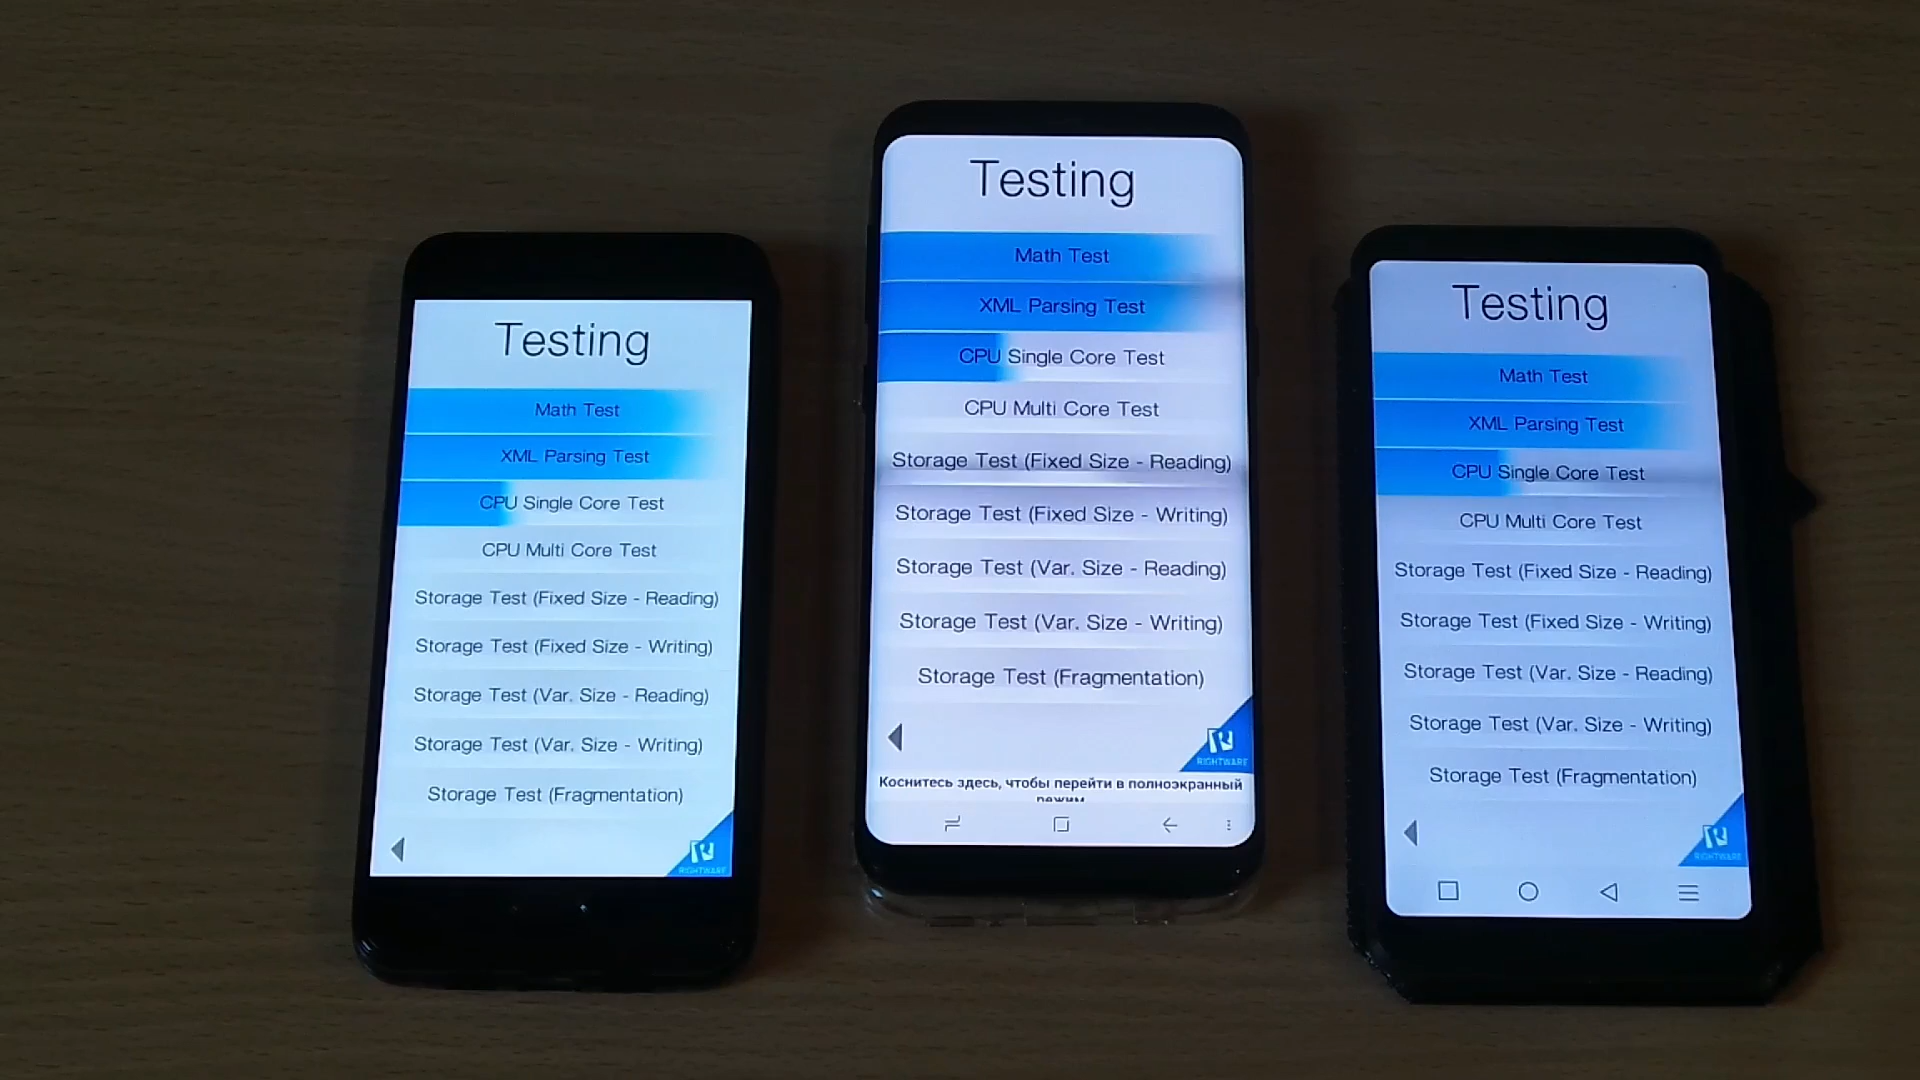 Testing
Math Test
XML Parsing Test
CPU Single Core Test
CPU Multi Core Test
Storage Test (Fixed Size - Reading)
Storage Test (Fixed Size - Writing)
Storage Test (Var. Size - Reading)
Storage Test (Var. Size - Writing)
Storage Test (Fragmentation)
RIGHTWARE
Testing
Math Test
XML Parsing Test
CPU Single Core Test
CPU Multi Core Test
Storage Test (Fixed Size - Reading)
Storage Test (Fixed Size - Writing)
Storage Test (Var. Size - Reading)
Storage Test (Var. Size - Writing)
Storage Test (Fragmentation)
RIGHTWARE
Коснитесь здесь, чтобы перейти в полноэкранный
режим
Testing
Math Test
XML Parsing Test
CPU Single Core Test
CPU Multi Core Test
Storage Test (Fixed Size - Reading)
Storage Test (Fixed Size - Writing)
Storage Test (Var. Size - Reading)
Storage Test (Var. Size - Writing)
Storage Test (Fragmentation)
RIGHTWARE